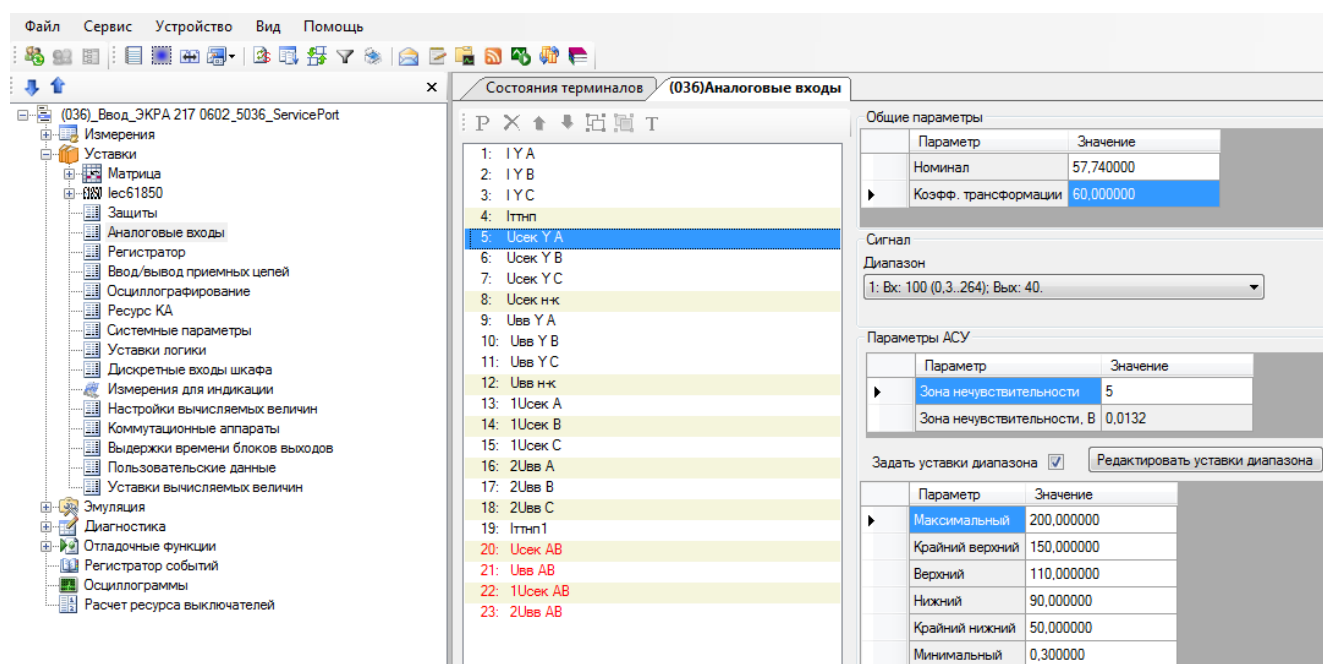 Файл Сервис Устройство Вид Помощь
(036)_Ввод_ЭКРА 217 0602_5036_ServicePort
Измерения
Уставки
Матрица
Iec61850
Защиты
Аналоговые входы
Регистратор
Ввод/вывод приемных цепей
Осциллографирование
Ресурс КА
Системные параметры
Уставки логики
Дискретные входы шкафа
Измерения для индикации
Настройки вычисляемых величин
Коммутационные аппараты
Выдержки времени блоков выходов
Пользовательские данные
Уставки вычисляемых величин
Эмуляция
Диагностика
Отладочные функции
Регистратор событий
Осциллограммы
Расчет ресурса выключателей
Состояния терминалов (036)Аналоговые входы
1: I Y A
2: I Y B
3: I Y C
4: Iттнп
5: Uсек Y A
6: Uсек Y B
7: Uсек Y C
8: Uсек н-к
9: Uвв Y A
10: Uвв Y B
11: Uвв Y C
12: Uвв н-к
13: 1Uсек A
14: 1Uсек B
15: 1Uсек C
16: 2Uвв A
17: 2Uвв B
18: 2Uвв C
19: Iттнп1
20: Uсек AB
21: Uвв AB
22: 1Uсек AB
23: 2Uвв AB
Общие параметры
Параметр Значение
Номинал 57,740000
Коэфф. трансформации 60,000000
Сигнал
Диапазон
1: Вх: 100 (0,3..264); Вых: 40.
Параметры АСУ
Параметр Значение
Зона нечувствительности 5
Зона нечувствительности, В 0,0132
Задать уставки диапазона Редактировать уставки диапазона
Параметр Значение
Максимальный 200,000000
Крайний верхний 150,000000
Верхний 110,000000
Нижний 90,000000
Крайний нижний 50,000000
Минимальный 0,300000